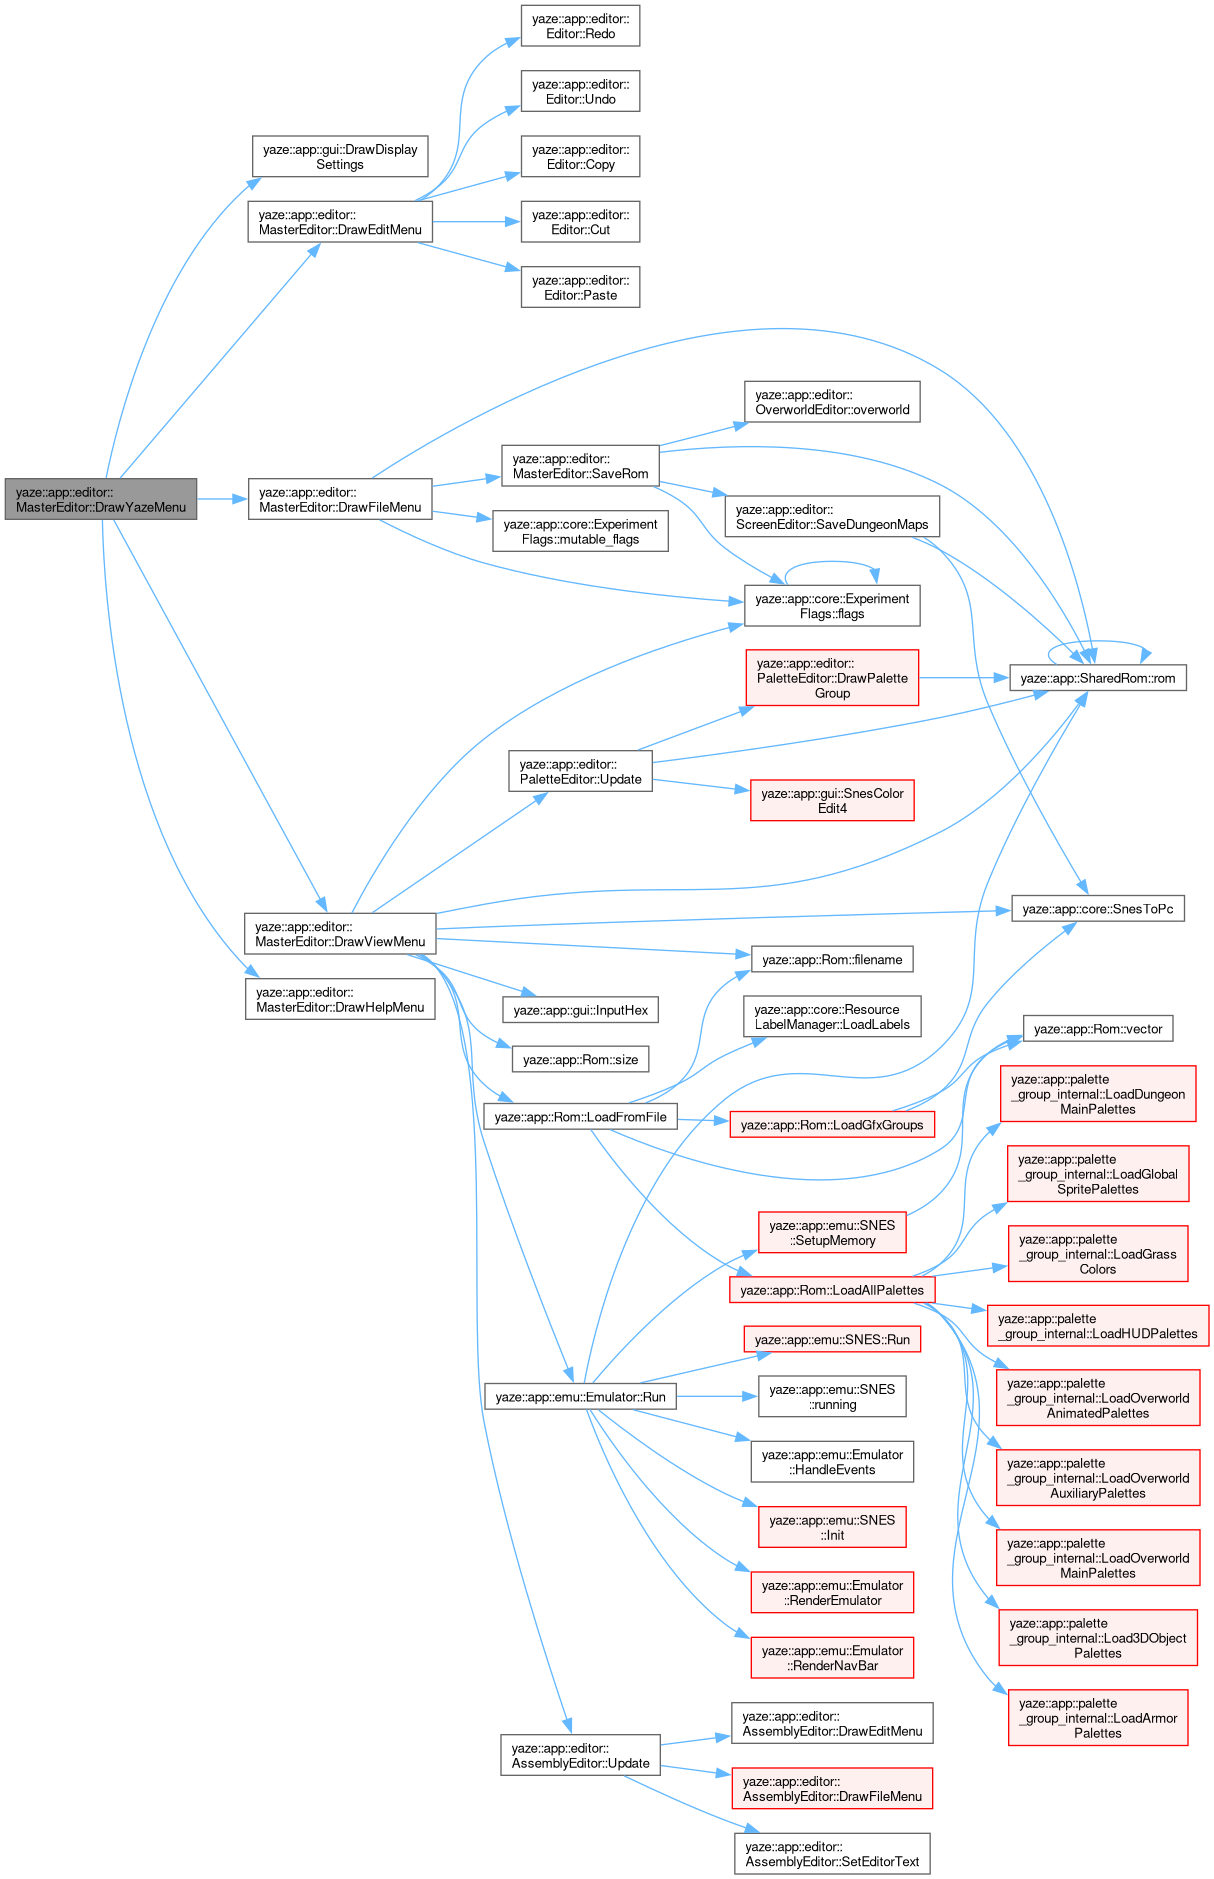 yaze::app::editor::
Editor::Redo
yaze::app::editor::
Editor::Undo
yaze::app::gui::DrawDisplay
Settings
yaze::app::editor::
Editor::Copy
yaze::app::editor::
MasterEditor::DrawEditMenu
yaze::app::editor::
Editor::Cut
yaze::app::editor::
Editor::Paste
yaze::app::editor::
OverworldEditor::overworld
yaze::app::editor::
MasterEditor::SaveRom
yaze::app::editor::
MasterEditor::DrawYazeMenu
yaze::app::editor::
MasterEditor::DrawFileMenu
yaze::app::editor::
ScreenEditor::SaveDungeonMaps
yaze::app::core::Experiment
Flags::mutable_flags
yaze::app::core::Experiment
Flags::flags
yaze::app::editor::
PaletteEditor::DrawPalette
Group
yaze::app::SharedRom::rom
yaze::app::editor::
PaletteEditor::Update
yaze::app::gui::SnesColor
Edit4
yaze::app::core::SnesToPc
yaze::app::editor::
MasterEditor::DrawViewMenu
yaze::app::Rom::filename
yaze::app::editor::
MasterEditor::DrawHelpMenu
yaze::app::gui::InputHex
yaze::app::core::Resource
LabelManager::LoadLabels
yaze::app::Rom::vector
yaze::app::Rom::size
yaze::app::palette
_group_internal::LoadDungeon
MainPalettes
yaze::app::Rom::LoadFromFile
yaze::app::Rom::LoadGfxGroups
yaze::app::palette
_group_internal::LoadGlobal
SpritePalettes
yaze::app::emu::SNES
::SetupMemory
yaze::app::palette
_group_internal::LoadGrass
Colors
yaze::app::Rom::LoadAllPalettes
yaze::app::palette
_group_internal::LoadHUDPalettes
yaze::app::emu::SNES::Run
yaze::app::palette
_group_internal::LoadOverworld
AnimatedPalettes
yaze::app::emu::Emulator::Run
yaze::app::emu::SNES
::running
yaze::app::emu::Emulator
::HandleEvents
yaze::app::palette
_group_internal::LoadOverworld
AuxiliaryPalettes
yaze::app::emu::SNES
::Init
yaze::app::palette
_group_internal::LoadOverworld
MainPalettes
yaze::app::emu::Emulator
::RenderEmulator
yaze::app::palette
_group_internal::Load3DObject
Palettes
yaze::app::emu::Emulator
::RenderNavBar
yaze::app::palette
_group_internal::LoadArmor
Palettes
yaze::app::editor::
AssemblyEditor::DrawEditMenu
yaze::app::editor::
AssemblyEditor::Update
yaze::app::editor::
AssemblyEditor::DrawFileMenu
yaze::app::editor::
AssemblyEditor::SetEditorText